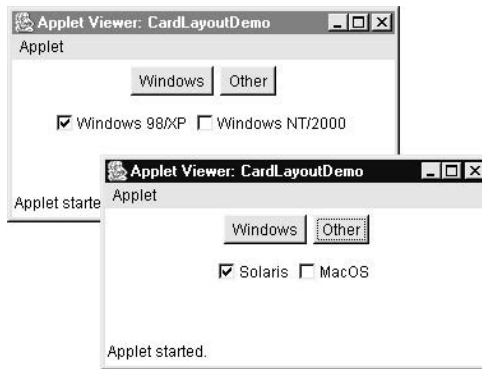 Applet Viewer: CardLayoutDemo
Applet
Windows Other
Windows 98/XP Windows NT/2000
Applet starte
Applet Viewer: CardLayoutDemo
Applet
Windows Other
Solaris MacOS
Applet started.